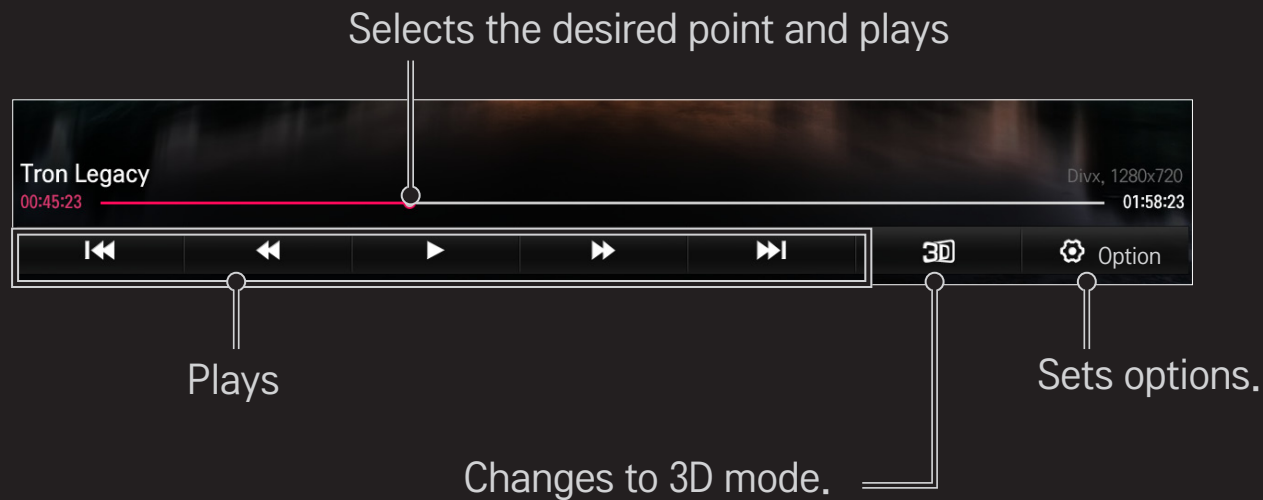 Selects the desired point and plays
Tron Legacy
Divx, 1280x720
00:45:23
01:58:23
3D
Option
Plays
Sets options.
Changes to 3D mode.